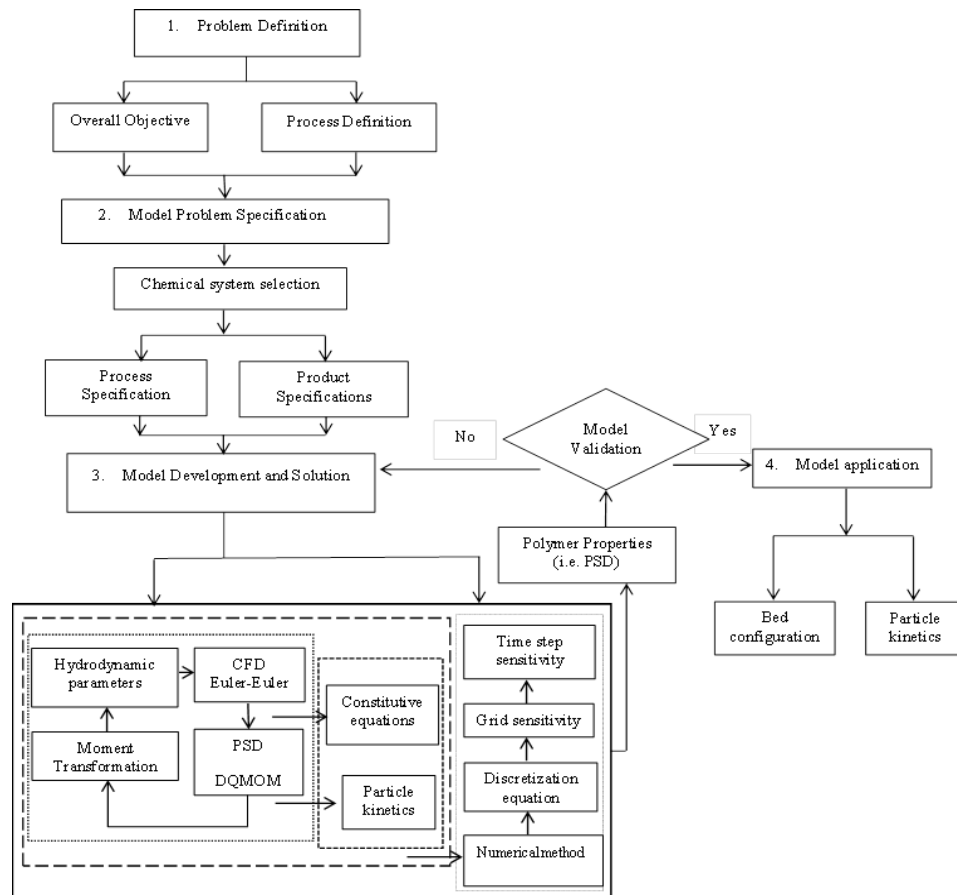 1. Problem Definition
Overall Objective
Process Definition
2. Model Problem Specification
Chemical system selection
Process
Specification
Product
Specifications
No
Model
Validation
Yes
3. Model Development and Solution
4. Model application
Polymer Properties
(i.e. PSD)
Bed
configuration
Particle
kinetics
Hydrodynamic
parameters
CFD
Euler-Euler
Constitutive
equations
Time step
sensitivity
Grid sensitivity
Moment
Transformation
PSD
DQMOM
Particle
kinetics
Discretization
equation
Numericalmethod